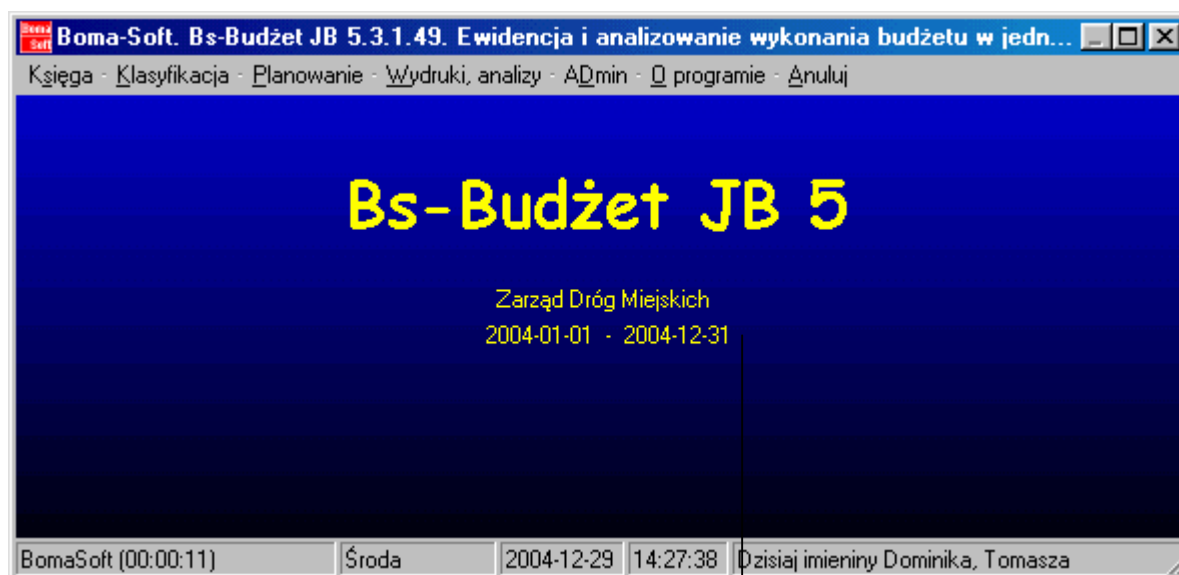 Boma Soft
Boma-Soft. Bs-Budżet JB 5.3.1.49. Ewidencja i analizowanie wykonania budżetu w jedn...
Księga - Klasyfikacja - Planowanie - Wydruki, analizy - ADmin - O programie - Anuluj
Bs-Budżet JB 5
Zarząd Dróg Miejskich
2004-01-01 - 2004-12-31
BomaSoft (00:00:11) Środa 2004-12-29 14:27:38 Dzisiaj imieniny Dominika, Tomasza